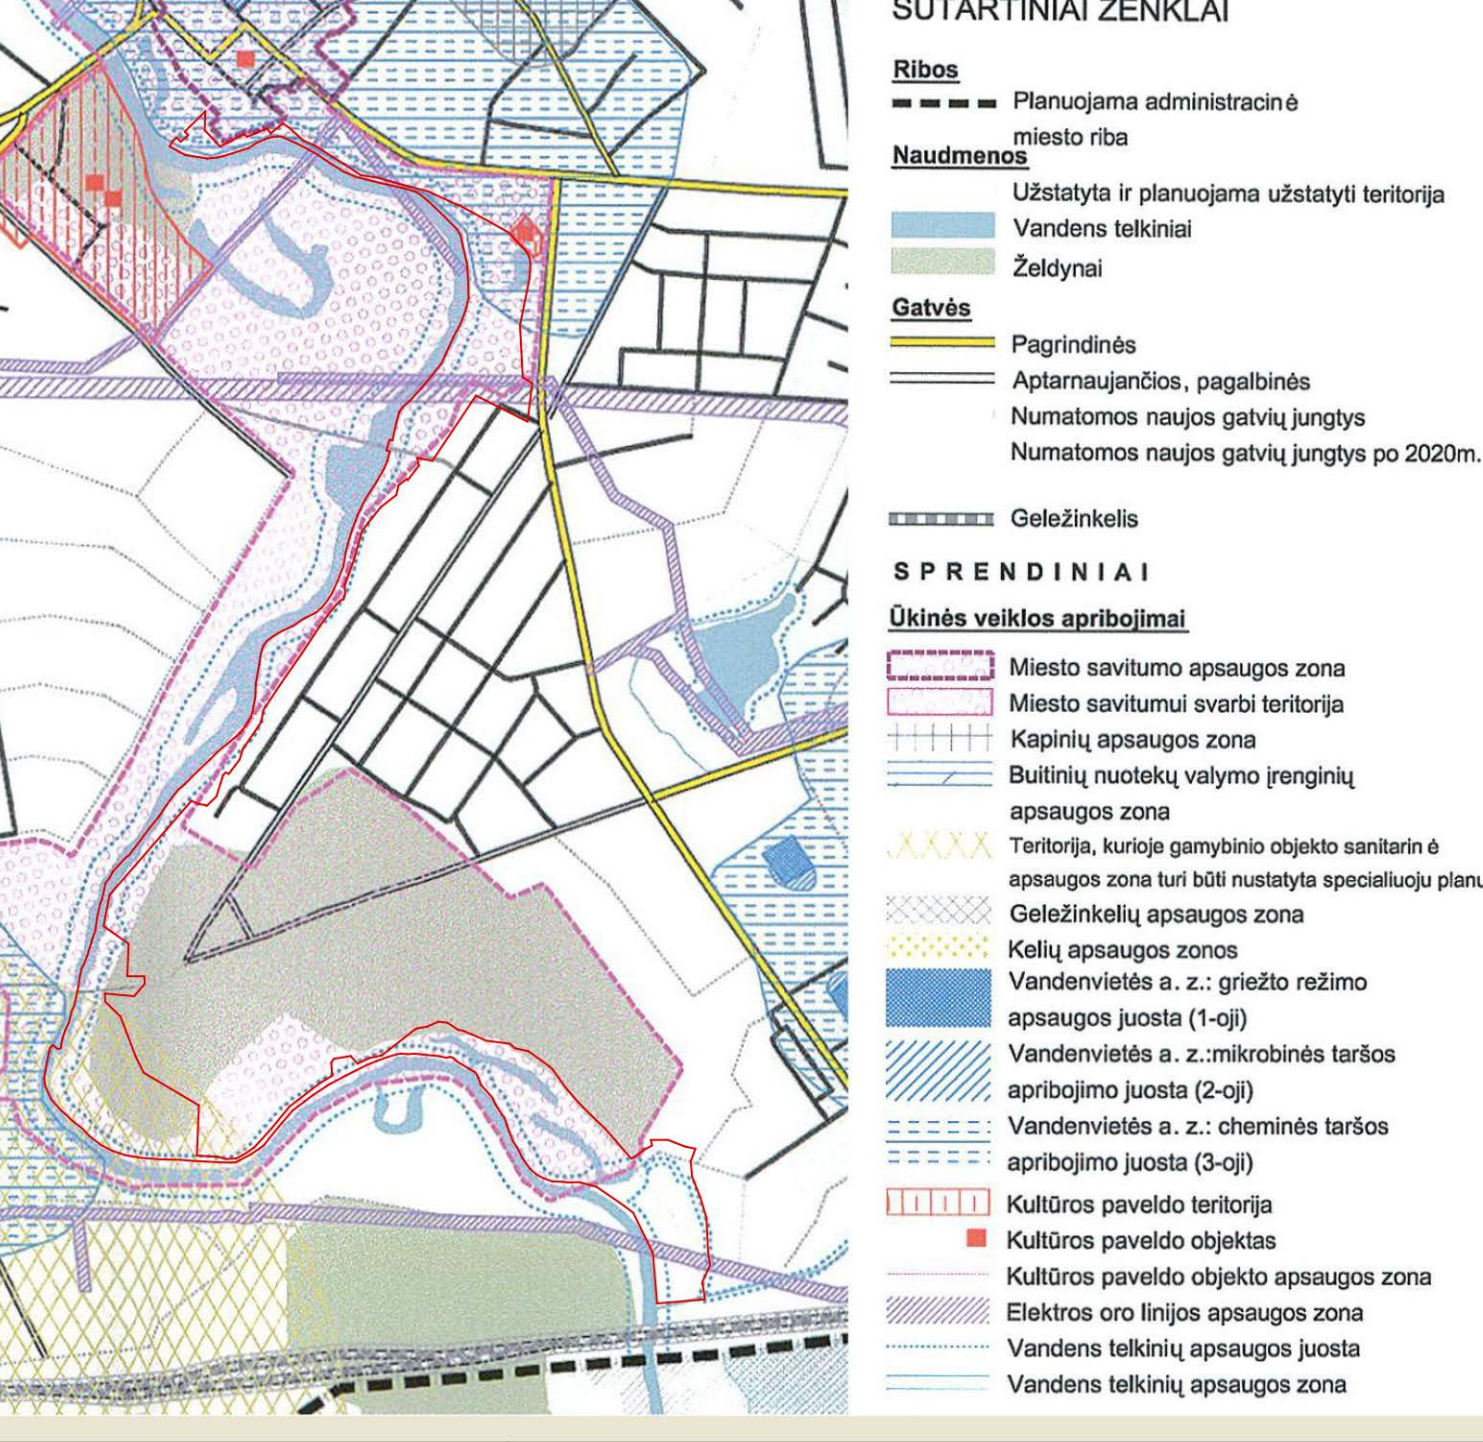 SUTARTINIAI ŽENKLAI
Ribos
Planuojama administracinė
miesto riba
Naudmenos
Užstatyta ir planuojama užstatyti teritorija
Vandens telkiniai
Želdynai
Gatvės
Pagrindinės
Aptarnaujančios, pagalbinės
Numatomos naujos gatvių jungtys
Numatomos naujos gatvių jungtys po 2020m.
Geležinkelis
SPRENDINIAI
Ūkinės veiklos apribojimai
Miesto savitumo apsaugos zona
Miesto savitumui svarbi teritorija
Kapinių apsaugos zona
Buitinių nuotekų valymo įrenginių
apsaugos zona
Teritorija, kurioje gamybinio objekto sanitarinė
apsaugos zona turi būti nustatyta specialiuoju planu
Geležinkelių apsaugos zona
Kelių apsaugos zonos
Vandenvietės a. z.: griežto režimo
apsaugos juosta (1-oji)
Vandenvietės a. z.:mikrobinės taršos
apribojimo juosta (2-oji)
Vandenvietės a. z.: cheminės taršos
apribojimo juosta (3-oji)
Kultūros paveldo teritorija
Kultūros paveldo objektas
Kultūros paveldo objekto apsaugos zona
Elektros oro linijos apsaugos zona
Vandens telkinių apsaugos juosta
Vandens telkinių apsaugos zona